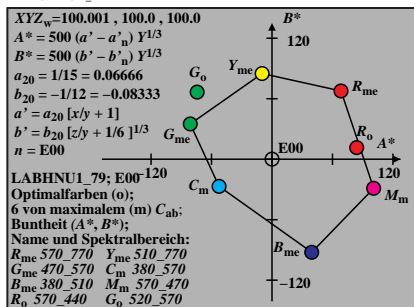 XYZw=100.001 , 100.0 , 100.0
A* = 500 (a' - a'n ) Y1/3
B* = 500 (b' - b'n ) Y1/3
a20 = 1/15 = 0.06666
b20 = -1/12 = -0.08333
a' = a20 [x/y + 1]
b' = b20 [z/y + 1/6 ]1/3
n = E00
B*
120
Yme
Go
Rme
Gme
Ro
E00
A*
-120
120
LABHNU1_79; E00
Cm
Mm
Optimalfarben (o);
6 von maximalem (m) Cab;
Buntheit (A*, B*);
Name und Spektralbereich:
Bme
Rme 570_770 Yme 510_770
Gme 470_570 Cm 380_570
Bme 380_510 Mm 570_470
-120
Ro 570_440 Go 520_570